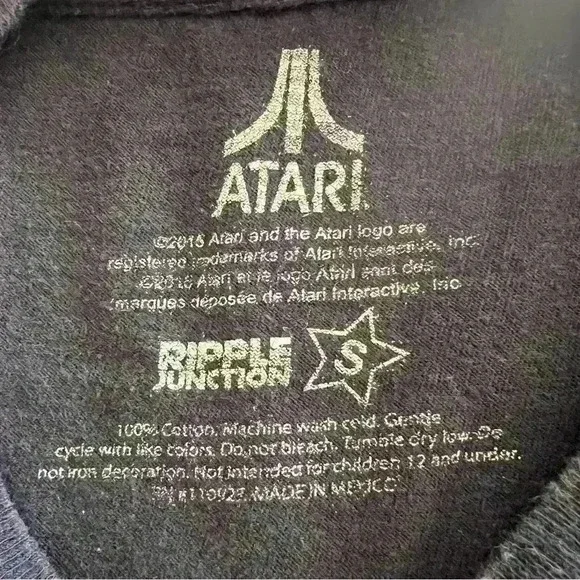 ATARI
©2015 Atari and the Atari logo are
registered trademarks of Atari Interactive, Inc.
©2015 Atari et le logo Atari sont des
marques déposée de Atari Interactive, Inc
RIPPLE
JUNCTION
S
100% Cotton. Machine wash cold. Gentle
cycle with like colors. Do not bleach. Tumble dry low. Do
not iron decoration. Not intended for children 12 and under.
MADE IN MEXICO